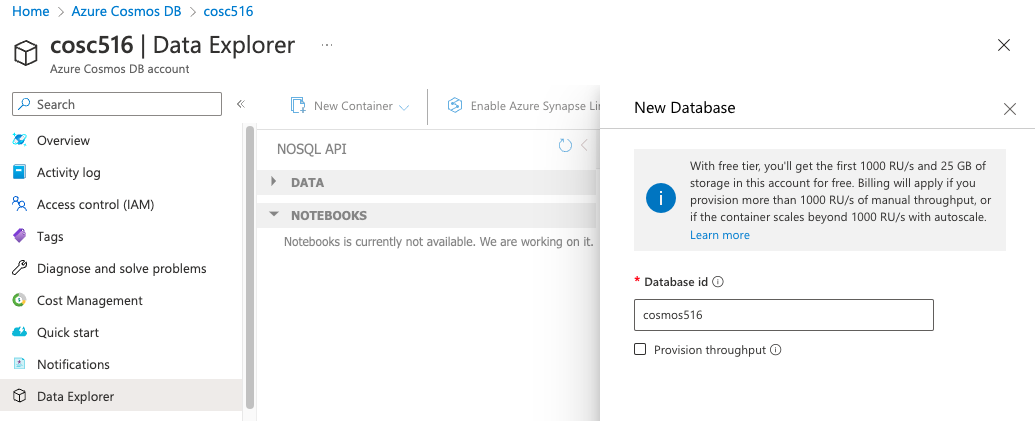 Home > Azure Cosmos DB > cosc516
cosc516 | Data Explorer ...
Azure Cosmos DB account
Search
Overview
Activity log
Access control (IAM)
Tags
Diagnose and solve problems
Cost Management
Quick start
Notifications
Data Explorer
New Container
Enable Azure Synapse Li
NOSQL API
DATA
NOTEBOOKS
Notebooks is currently not available. We are working on it.
New Database
With free tier, you'll get the first 1000 RU/s and 25 GB of
storage in this account for free. Billing will apply if you
provision more than 1000 RU/s of manual throughput, or
if the container scales beyond 1000 RU/s with autoscale.
Learn more
* Database id
cosmos516
Provision throughput